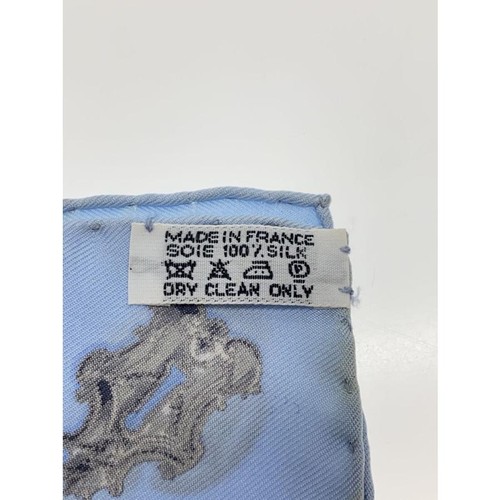 MADE IN FRANCE
SOIE 100% SILK
P
DRY CLEAN ONLY